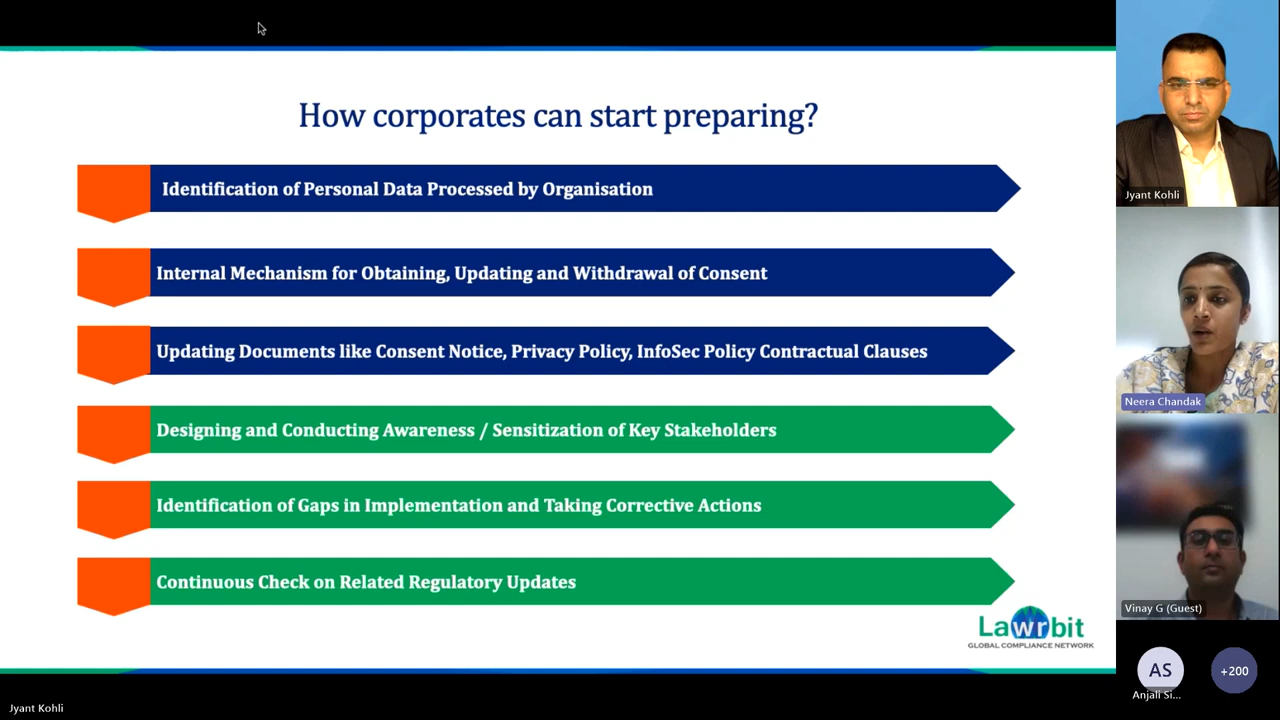 How corporates can start preparing?
Identification of Personal Data Processed by Organisation
Internal Mechanism for Obtaining, Updating and Withdrawal of Consent
Updating Documents like Consent Notice, Privacy Policy, InfoSec Policy Contractual Clauses
Designing and Conducting Awareness / Sensitization of Key Stakeholders
Identification of Gaps in Implementation and Taking Corrective Actions
Continuous Check on Related Regulatory Updates
Lawrbit
GLOBAL COMPLIANCE NETWORK
Jyant Kohli
Neera Chandak
Vinay G (Guest)
AS
+200
Anjali Si...
Jyant Kohli